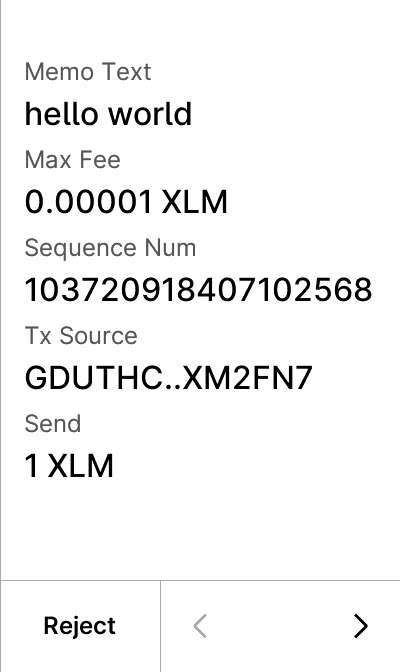 Memo Text
hello world
Max Fee
0.00001 XLM
Sequence Num
103720918407102568
Tx Source
GDUTHC..XM2FN7
Send
1 XLM
Reject